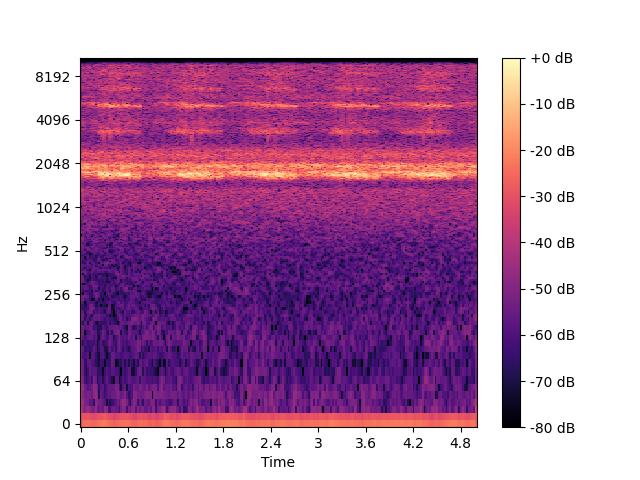 8192
4096
2048
1024
512
256
128
64
0
Hz
0 0.6 1.2 1.8 2.4 3 3.6 4.2 4.8
Time
+0 dB
-10 dB
-20 dB
-30 dB
-40 dB
-50 dB
-60 dB
-70 dB
-80 dB